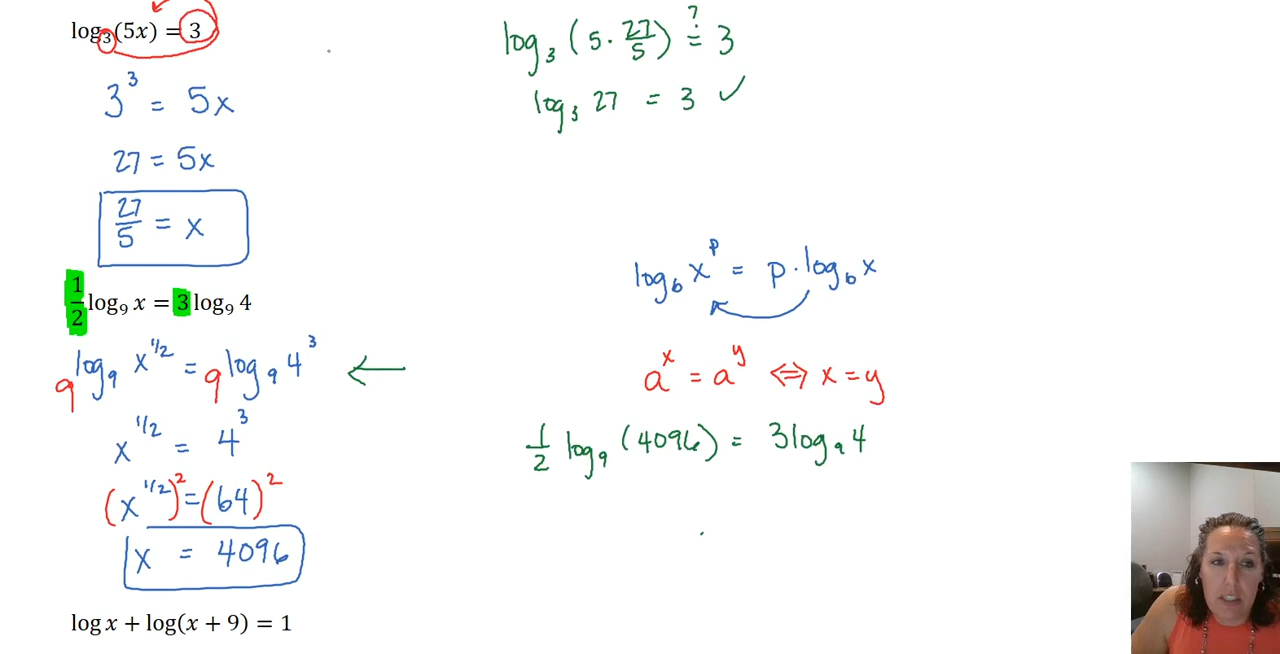 log₃(5x) = 3
3³ = 5x
27 = 5x
27/5 = x
1/2 log₉ x = 3 log₉ 4
9^(log₉ x^(1/2)) = 9^(log₉ 4³)
x^(1/2) = 4³
(x^(1/2))² = (64)²
x = 4096
log x + log(x + 9) = 1
log₃ (5 · 27/5) ≟ 3
log₃ 27 = 3 ✓
log_b x^p = p · log_b x
a^x = a^y ⇔ x = y
1/2 log₉ (4096) = 3 log₉ 4